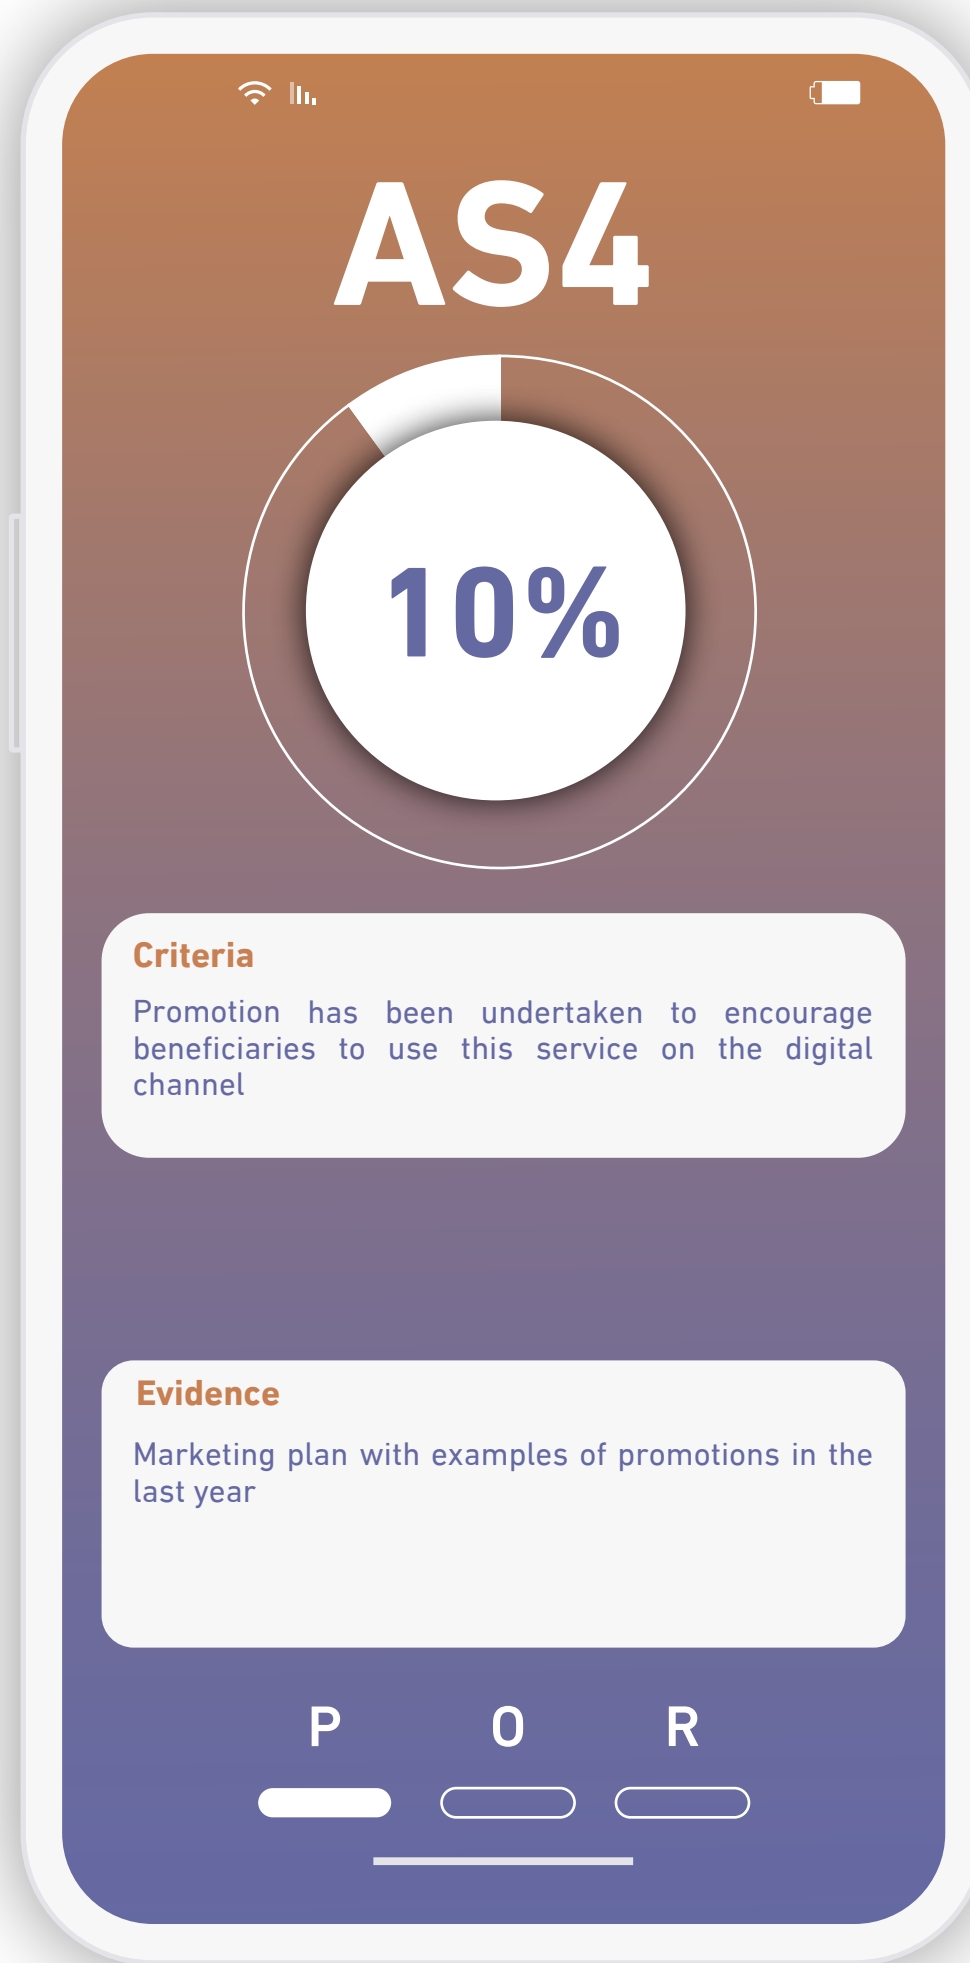 AS4
10%
Criteria
Promotion has been undertaken to encourage
beneficiaries to use this service on the digital
channel
Evidence
Marketing plan with examples of promotions in the
last year
P O R